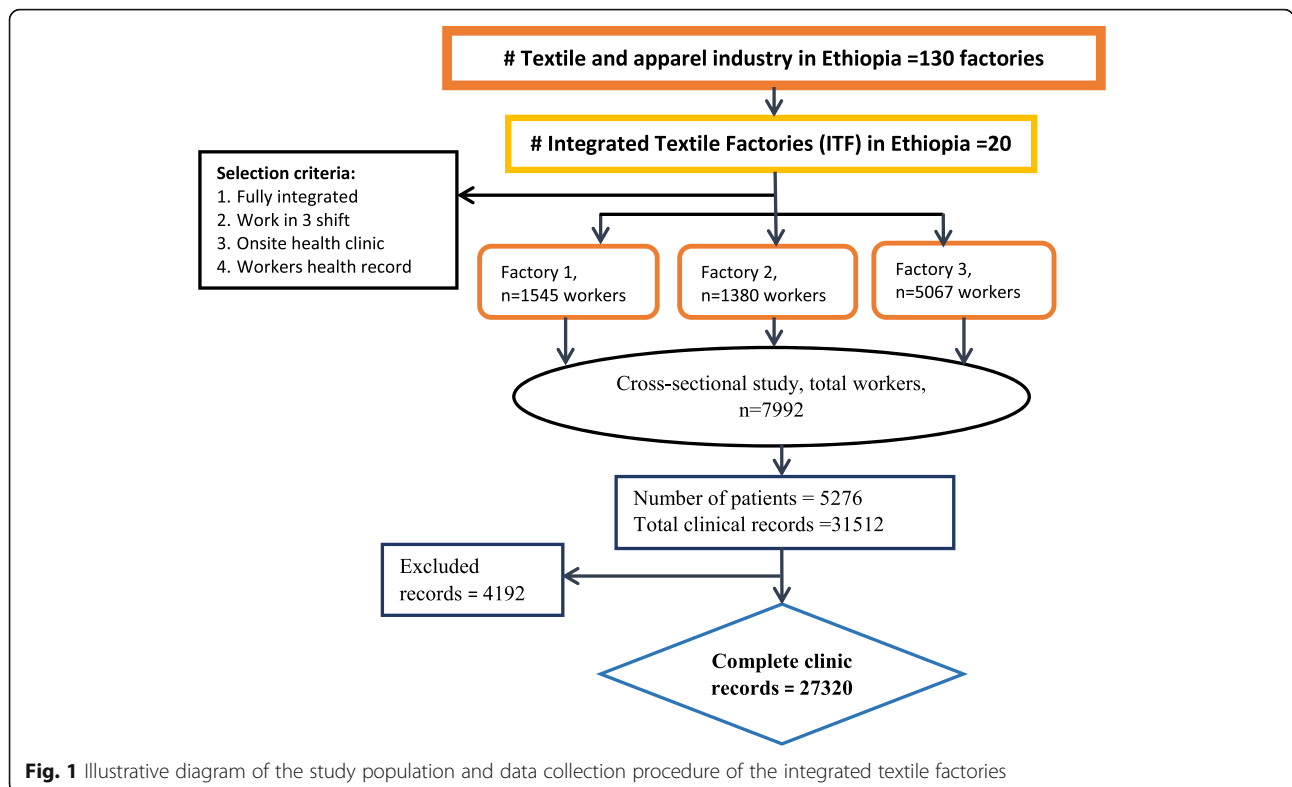 # Textile and apparel industry in Ethiopia =130 factories
# Integrated Textile Factories (ITF) in Ethiopia =20
Selection criteria:
1. Fully integrated
2. Work in 3 shift
3. Onsite health clinic
4. Workers health record
Factory 1,
n=1545 workers
Factory 2,
n=1380 workers
Factory 3,
n=5067 workers
Cross-sectional study, total workers,
n=7992
Number of patients = 5276
Total clinical records =31512
Excluded
records = 4192
Complete clinic
records = 27320
Fig. 1 Illustrative diagram of the study population and data collection procedure of the integrated textile factories